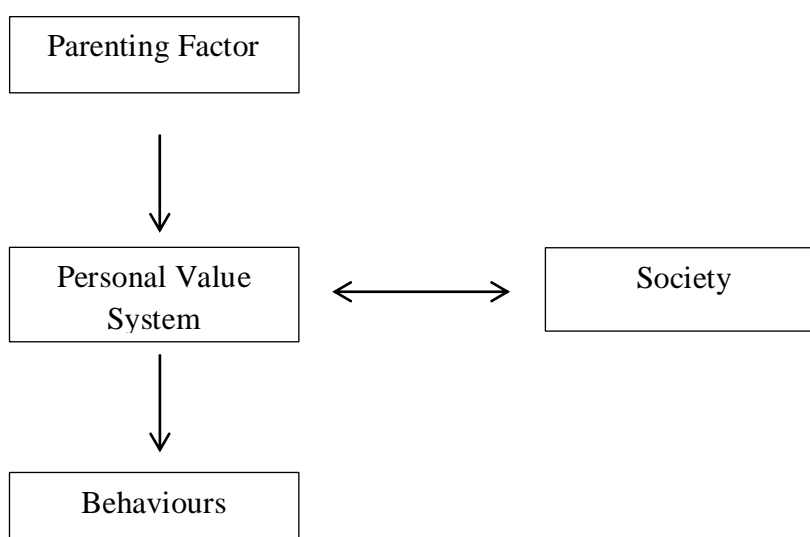 Parenting Factor
Personal Value
System
Society
Behaviours